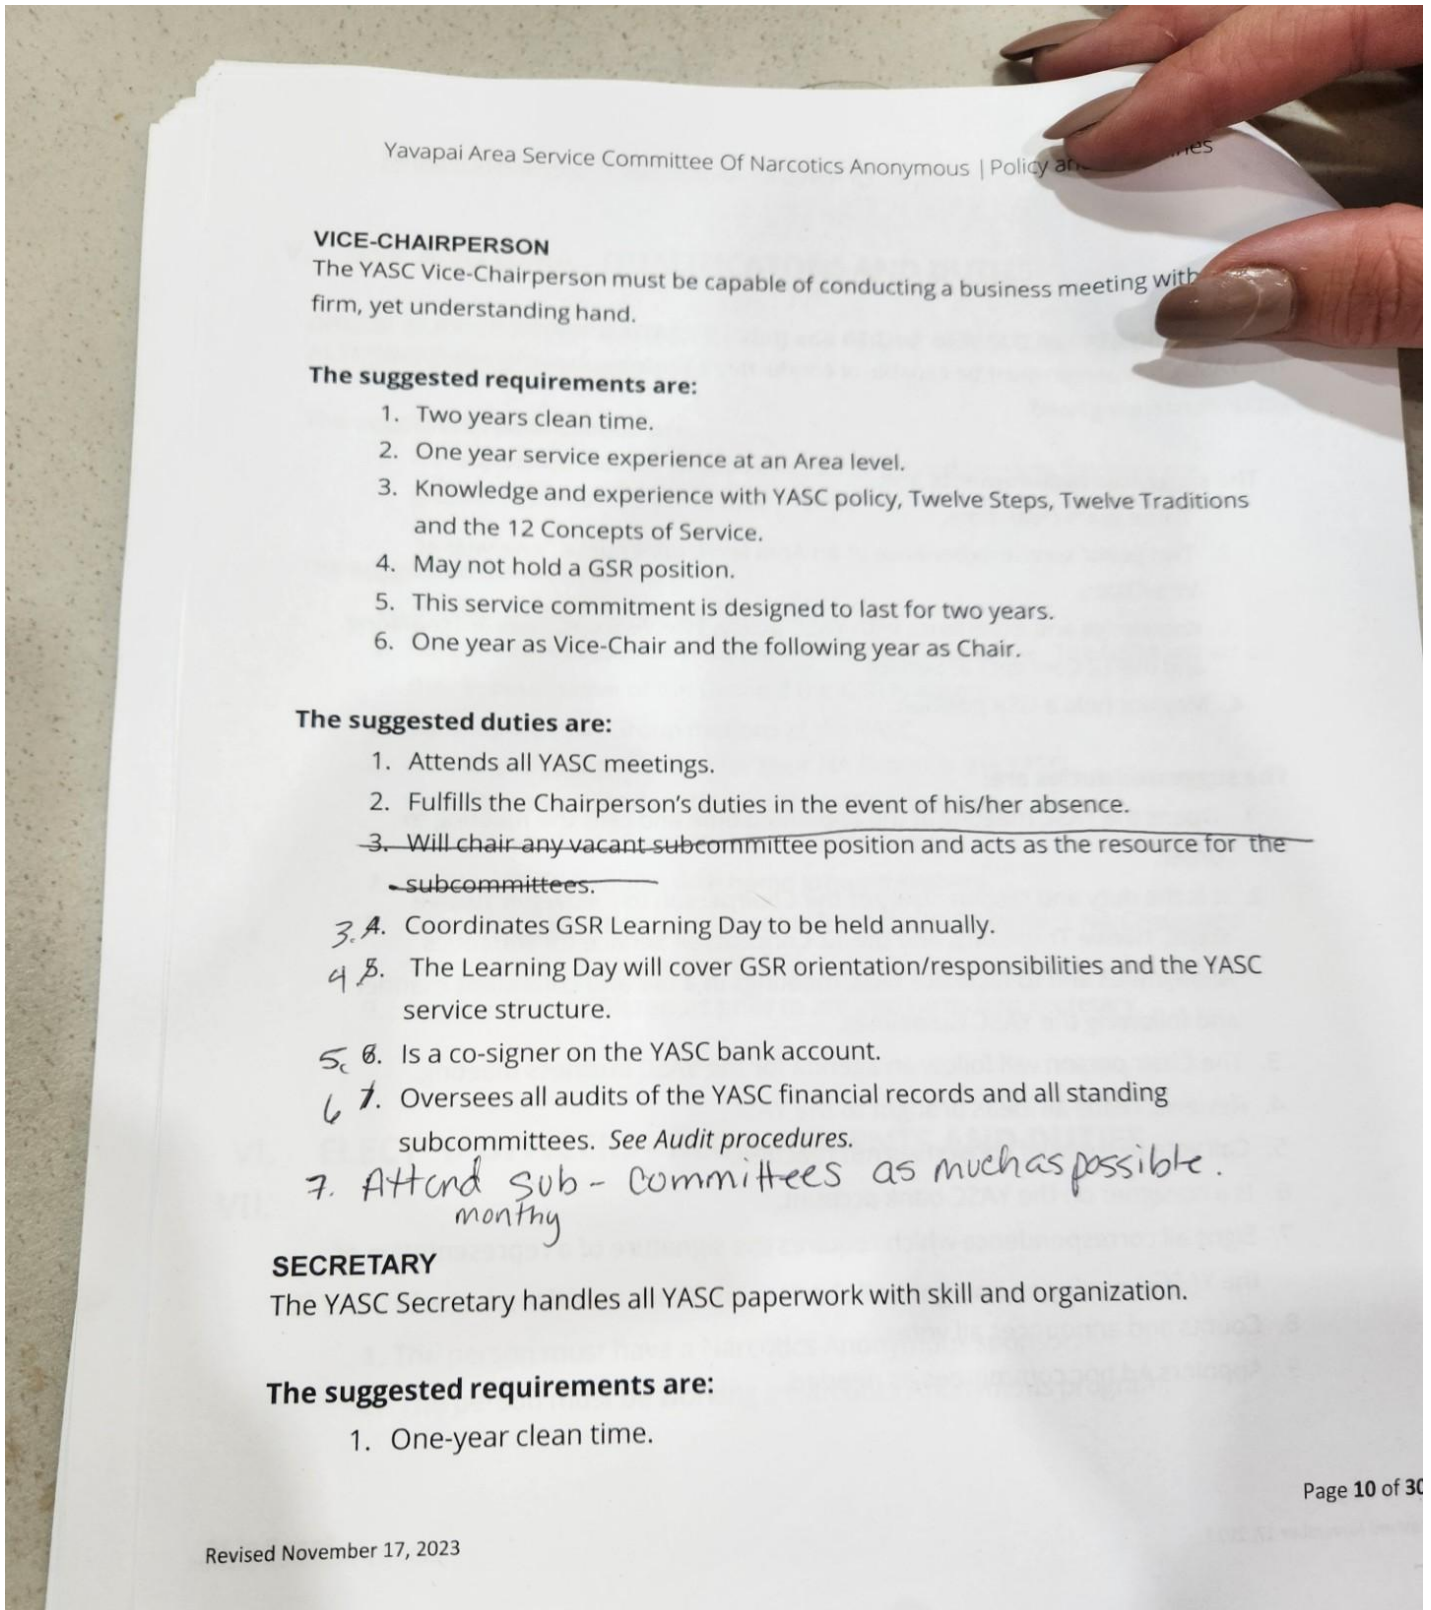 Yavapai Area Service Committee Of Narcotics Anonymous | Policy
VICE-CHAIRPERSON
The YASC Vice-Chairperson must be capable of conducting a business meeting with
firm, yet understanding hand.
The suggested requirements are:
1. Two years clean time.
2. One year service experience at an Area level.
3. Knowledge and experience with YASC policy, Twelve Steps, Twelve Traditions
and the 12 Concepts of Service.
4. May not hold a GSR position.
5. This service commitment is designed to last for two years.
6. One year as Vice-Chair and the following year as Chair.
The suggested duties are:
1. Attends all YASC meetings.
2. Fulfills the Chairperson's duties in the event of his/her absence.
3. Will chair any vacant subcommittee position and acts as the resource for the
subcommittees.
3. 4. Coordinates GSR Learning Day to be held annually.
4 5. The Learning Day will cover GSR orientation/responsibilities and the YASC
service structure.
5. 6. Is a co-signer on the YASC bank account.
6 7. Oversees all audits of the YASC financial records and all standing
subcommittees. See Audit procedures.
7. Attend Sub-Committees as much as possible.
monthy
SECRETARY
The YASC Secretary handles all YASC paperwork with skill and organization.
The suggested requirements are:
1. One-year clean time.
Page 10 of 30
Revised November 17, 2023